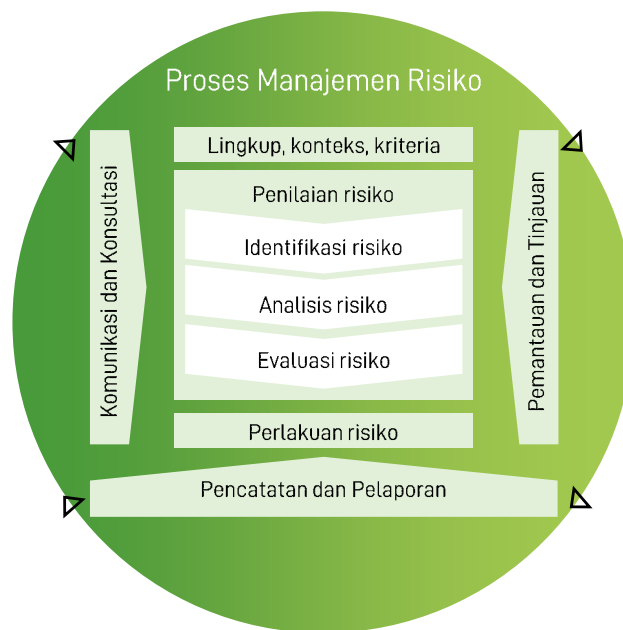 Proses Manajemen Risiko
Lingkup, konteks, kriteria
Komunikasi dan Konsultasi
Penilaian risiko
Identifikasi risiko
Analisis risiko
Evaluasi risiko
Pemantauan dan Tinjauan
Perlakuan risiko
Pencatatan dan Pelaporan